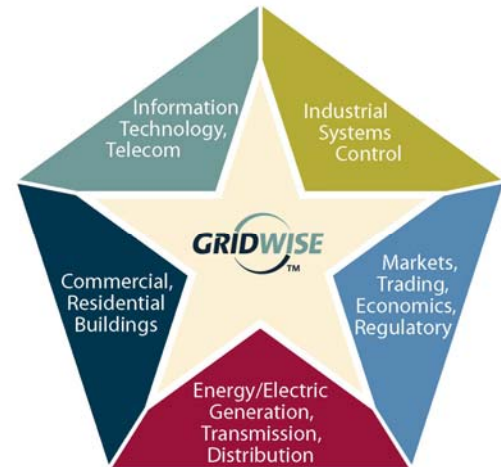 Information
Technology,
Telecom
Industrial
Systems
Control
GRIDWISE
TM
Commercial,
Residential
Buildings
Markets,
Trading,
Economics,
Regulatory
Energy/Electric
Generation,
Transmission,
Distribution